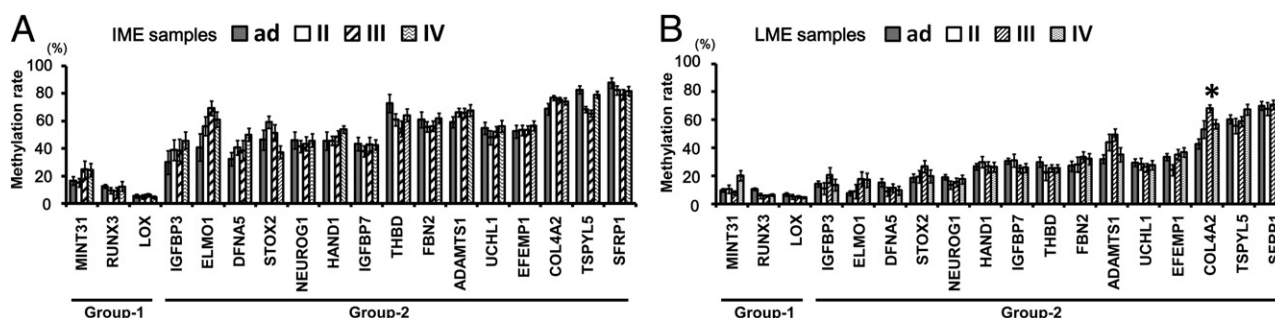 A
IME samples ad II III IV
(%)
100
80
60
40
20
0
Methylation rate
MINT31
RUNX3
LOX
IGFBP3
ELMO1
DFNA5
STOX2
NEUROG1
HAND1
IGFBP7
THBD
FBN2
ADAMTS1
UCHL1
EFEMP1
COL4A2
TSPYL5
SFRP1
Group-1
Group-2
B
LME samples ad II III IV
(%)
100
80
60
40
20
0
Methylation rate
*
MINT31
RUNX3
LOX
IGFBP3
ELMO1
DFNA5
STOX2
NEUROG1
HAND1
IGFBP7
THBD
FBN2
ADAMTS1
UCHL1
EFEMP1
COL4A2
TSPYL5
SFRP1
Group-1
Group-2